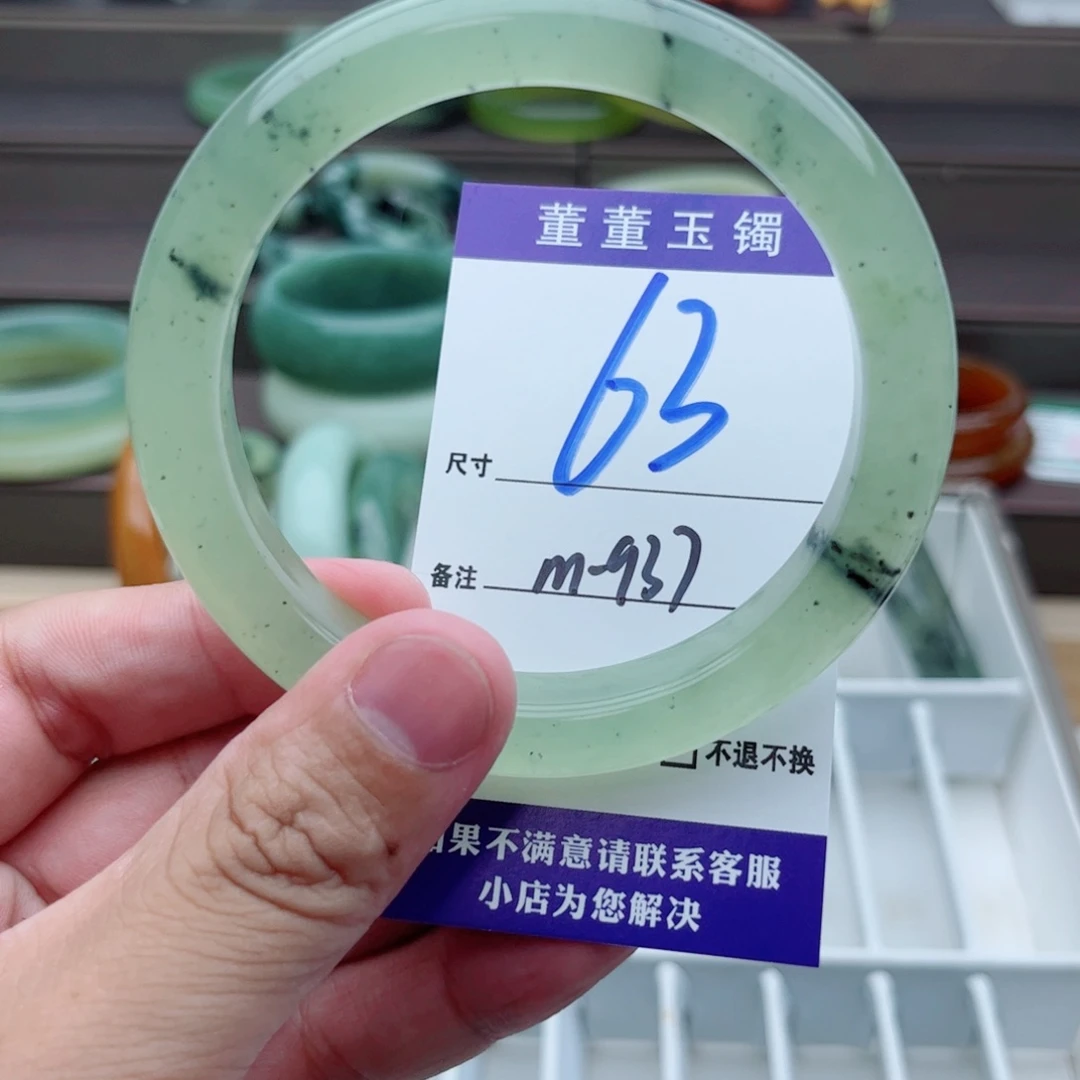 董董玉镯
63
尺寸
备注 m-937
不退不换
果不满意请联系客服
小店为您解决